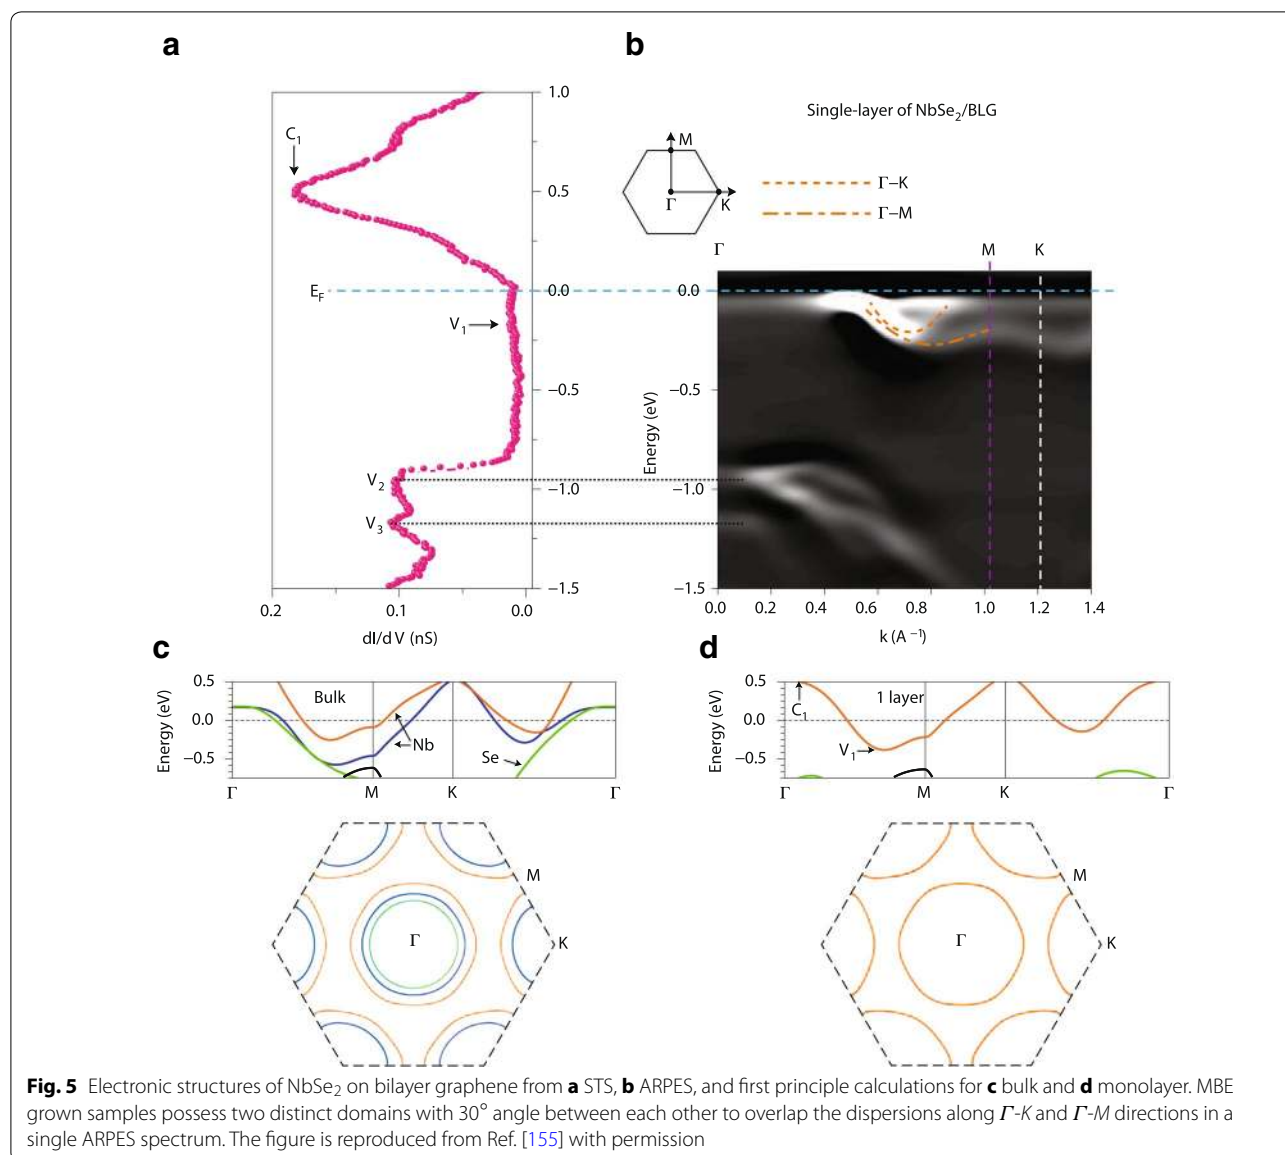 a
b
1.0
C₁
0.5
E_F
0.0
V₁
−0.5
V₂
−1.0
V₃
−1.5
0.2
0.1
0.0
dI/dV (nS)
Single-layer of NbSe₂/BLG
M
Γ
K
Γ–K
Γ–M
Γ
M
K
0.0
−0.5
Energy (eV)
−1.0
−1.5
0.0
0.2
0.4
0.6
0.8
1.0
1.2
1.4
k (A⁻¹)
c
0.5
Bulk
0.0
Energy (eV)
Nb
−0.5
Se
Γ
M
K
Γ
M
Γ
K
d
0.5
C₁
1 layer
0.0
Energy (eV)
V₁
−0.5
Γ
M
K
Γ
M
Γ
K
Fig. 5 Electronic structures of NbSe₂ on bilayer graphene from a STS, b ARPES, and first principle calculations for c bulk and d monolayer. MBE
grown samples possess two distinct domains with 30° angle between each other to overlap the dispersions along Γ-K and Γ-M directions in a
single ARPES spectrum. The figure is reproduced from Ref. [155] with permission